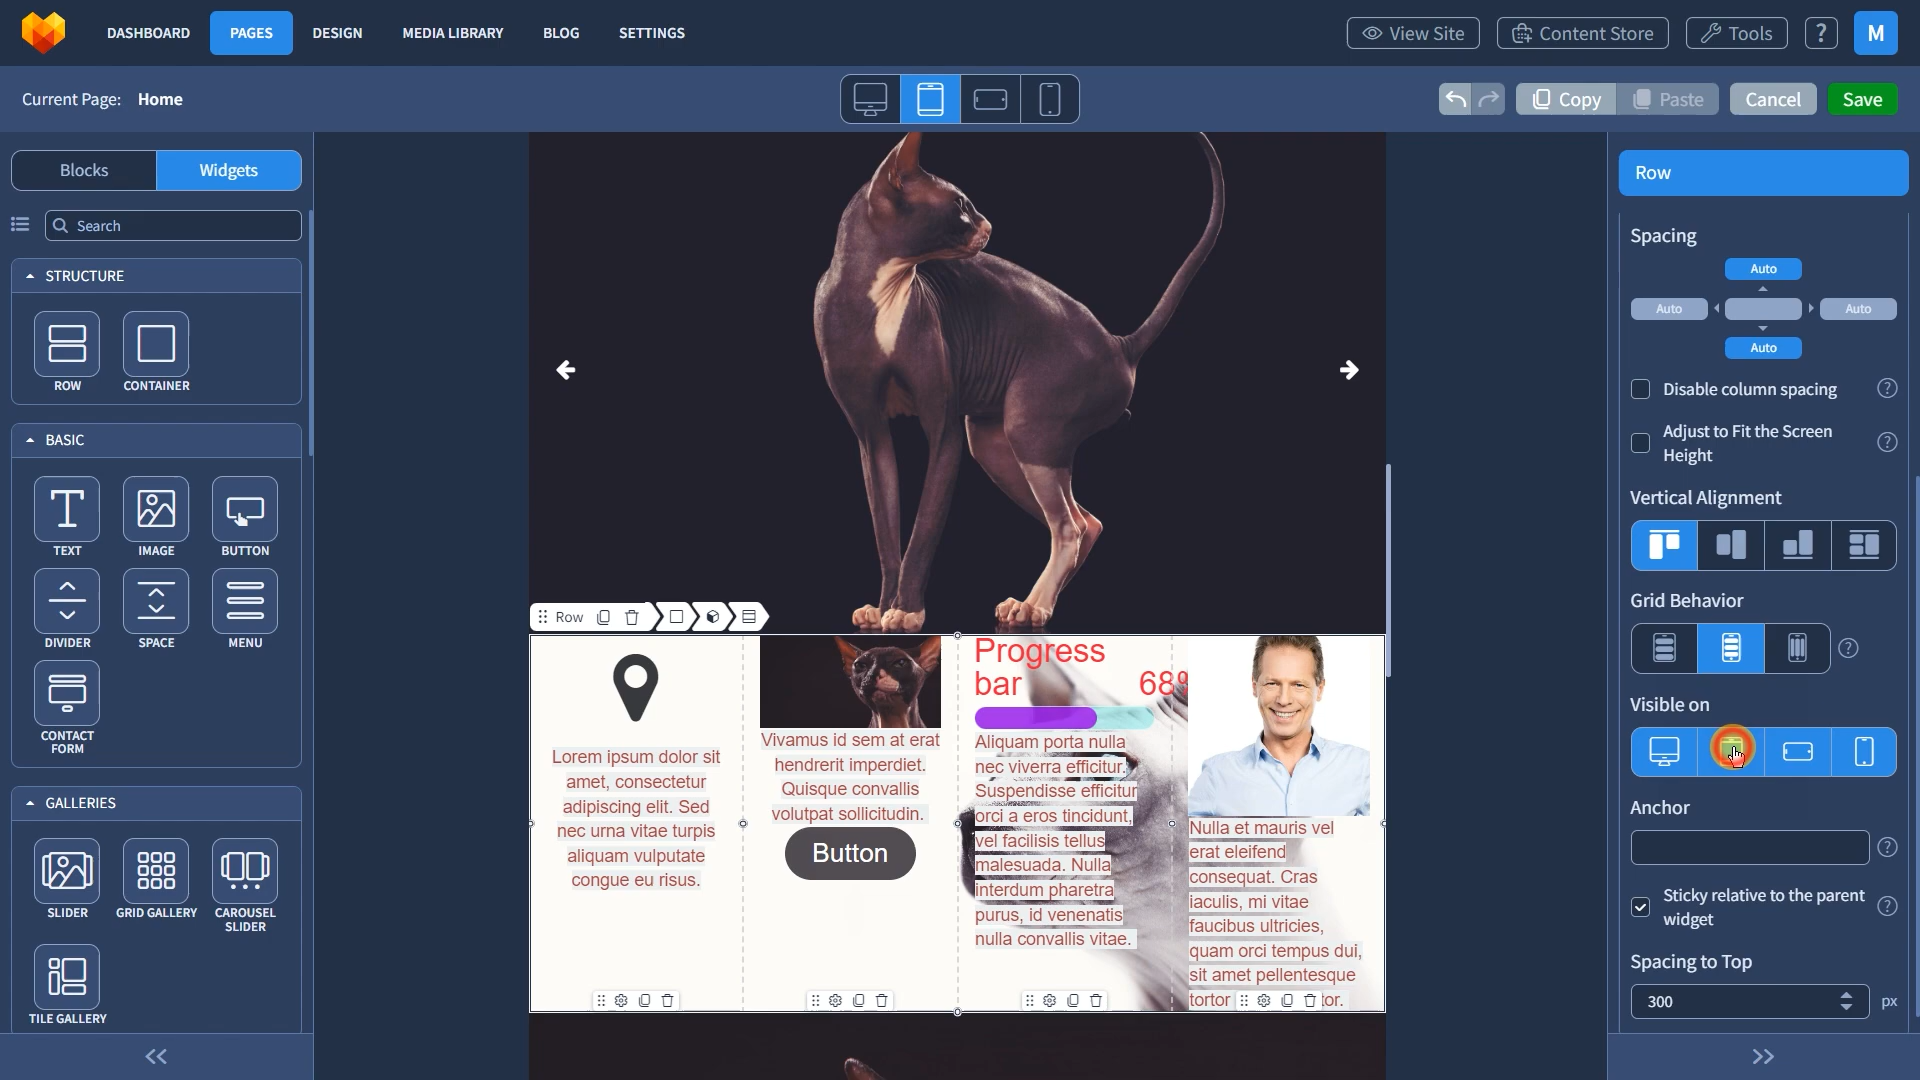 DASHBOARD
PAGES
DESIGN
MEDIA LIBRARY
BLOG
SETTINGS
View Site
Content Store
Tools
?
M
Current Page: Home
Copy
Paste
Cancel
Save
Blocks
Widgets
Search
STRUCTURE
ROW
CONTAINER
BASIC
TEXT
IMAGE
BUTTON
DIVIDER
SPACE
MENU
CONTACT
FORM
GALLERIES
SLIDER
GRID GALLERY
CAROUSEL
SLIDER
TILE GALLERY
Row
Lorem ipsum dolor sit
amet, consectetur
adipiscing elit. Sed
nec urna vitae turpis
aliquam vulputate
congue eu risus.
Vivamus id sem at erat
hendrerit imperdiet.
Quisque convallis
volutpat sollicitudin.
Button
Progress
bar
68%
Aliquam porta nulla
nec viverra efficitur.
Suspendisse efficitur
orci a eros tincidunt,
vel facilisis tellus
malesuada. Nulla
interdum pharetra
purus, id venenatis
nulla convallis vitae.
Nulla et mauris vel
erat eleifend
consequat. Cras
iaculis, mi vitae
faucibus ultricies,
quam orci tempus dui,
sit amet pellentesque
tortor
Row
Spacing
Auto
Auto
Auto
Auto
Disable column spacing
?
Adjust to Fit the Screen
Height
?
Vertical Alignment
Grid Behavior
?
Visible on
Anchor
?
Sticky relative to the parent
widget
?
Spacing to Top
300
px